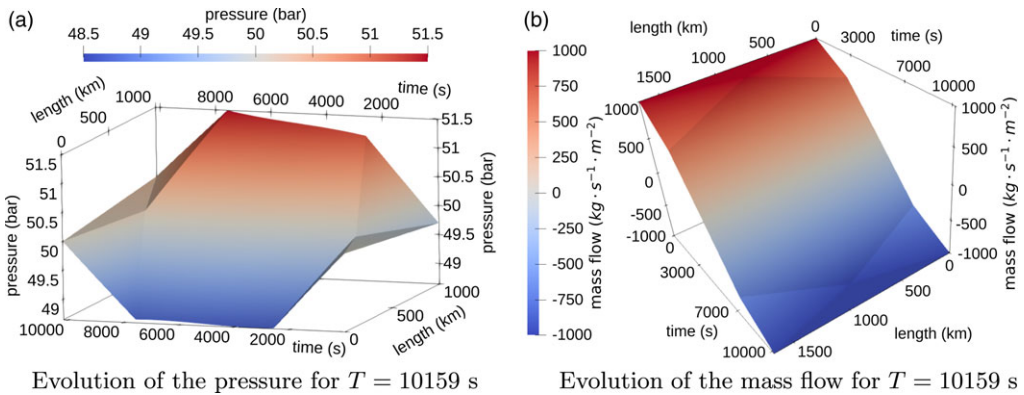 (a)
pressure (bar)
48.5 49 49.5 50 50.5 51 51.5
length (km)
0 500 1000
8000 6000 4000 2000
time (s)
51.5
51
50.5
50
49.5
49
pressure (bar)
51.5
51
50.5
50
49.5
49
pressure (bar)
10000 8000 6000 4000 2000 time (s)
0 500 1000
length (km)
Evolution of the pressure for T = 10159 s
(b)
1000
750
500
250
0
-250
-500
-750
-1000
mass flow (kg · s⁻¹ · m⁻²)
length (km)
1500 1000 500 0
time (s)
0 3000 7000 10000
1000
500
0
-500
-1000
1000
500
0
-500
-1000
mass flow (kg · s⁻¹ · m⁻²)
0 3000 7000 10000
time (s)
1500 1000 500 0
length (km)
Evolution of the mass flow for T = 10159 s